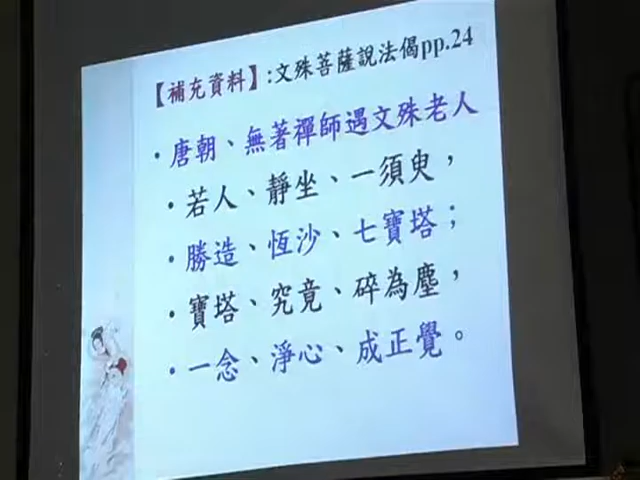 【補充資料】:文殊菩薩說法偈pp.24
·唐朝、無著禪師遇文殊老人
·若人、靜坐、一須臾，
·勝造、恆沙、七寶塔；
·寶塔、究竟、碎為塵，
·一念、淨心、成正覺。